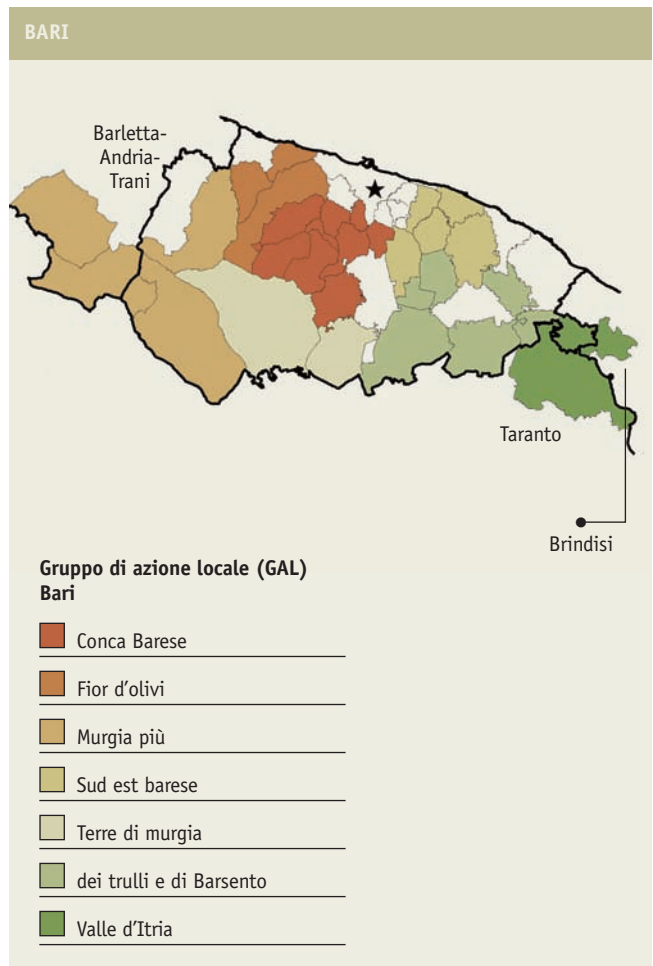 BARI
Barletta-
Andria-
Trani
Taranto
Brindisi
Gruppo di azione locale (GAL)
Bari
Conca Barese
Fior d'olivi
Murgia più
Sud est barese
Terre di murgia
dei trulli e di Barsento
Valle d'Itria